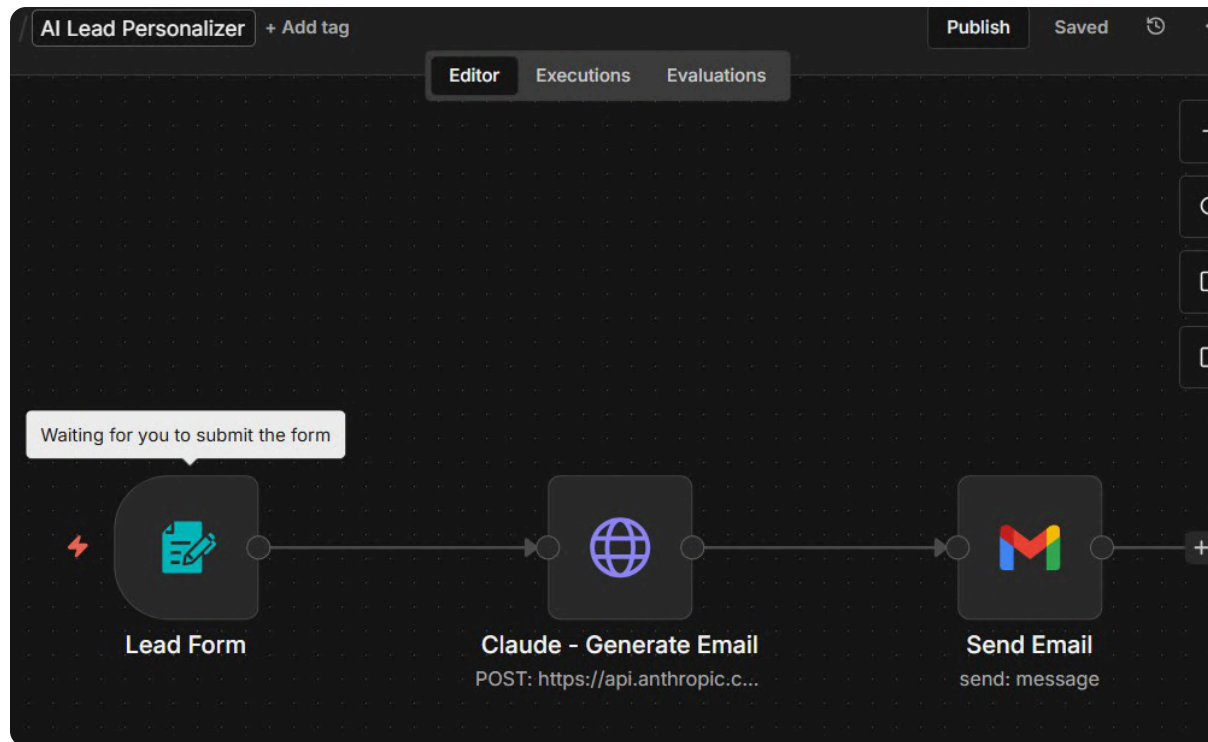 AI Lead Personalizer + Add tag Publish Saved
Editor Executions Evaluations
Waiting for you to submit the form
Lead Form
Claude - Generate Email
POST: https://api.anthropic.c...
Send Email
send: message